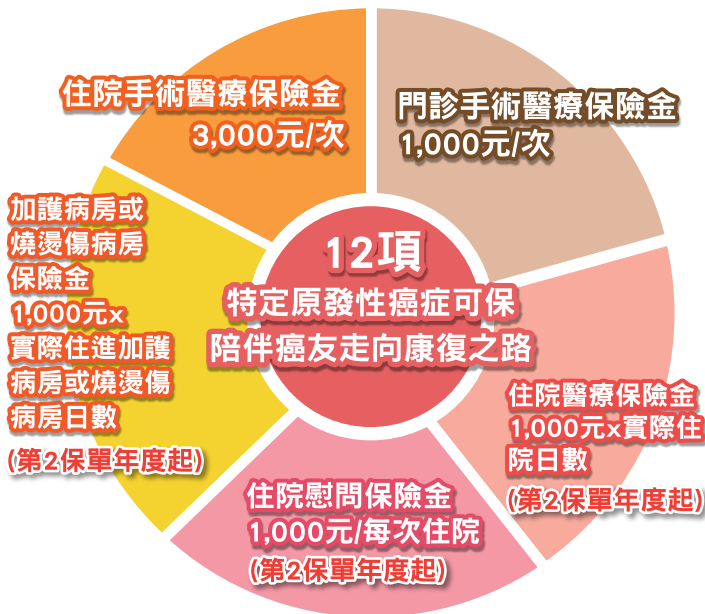 住院手術醫療保險金
3,000元/次
門診手術醫療保險金
1,000元/次
加護病房或
燒燙傷病房
保險金
1,000元x
實際住進加護
病房或燒燙傷
病房日數
(第2保單年度起)
12項
特定原發性癌症可保
陪伴癌友走向康復之路
住院醫療保險金
1,000元x實際住
院日數
(第2保單年度起)
住院慰問保險金
1,000元/每次住院
(第2保單年度起)